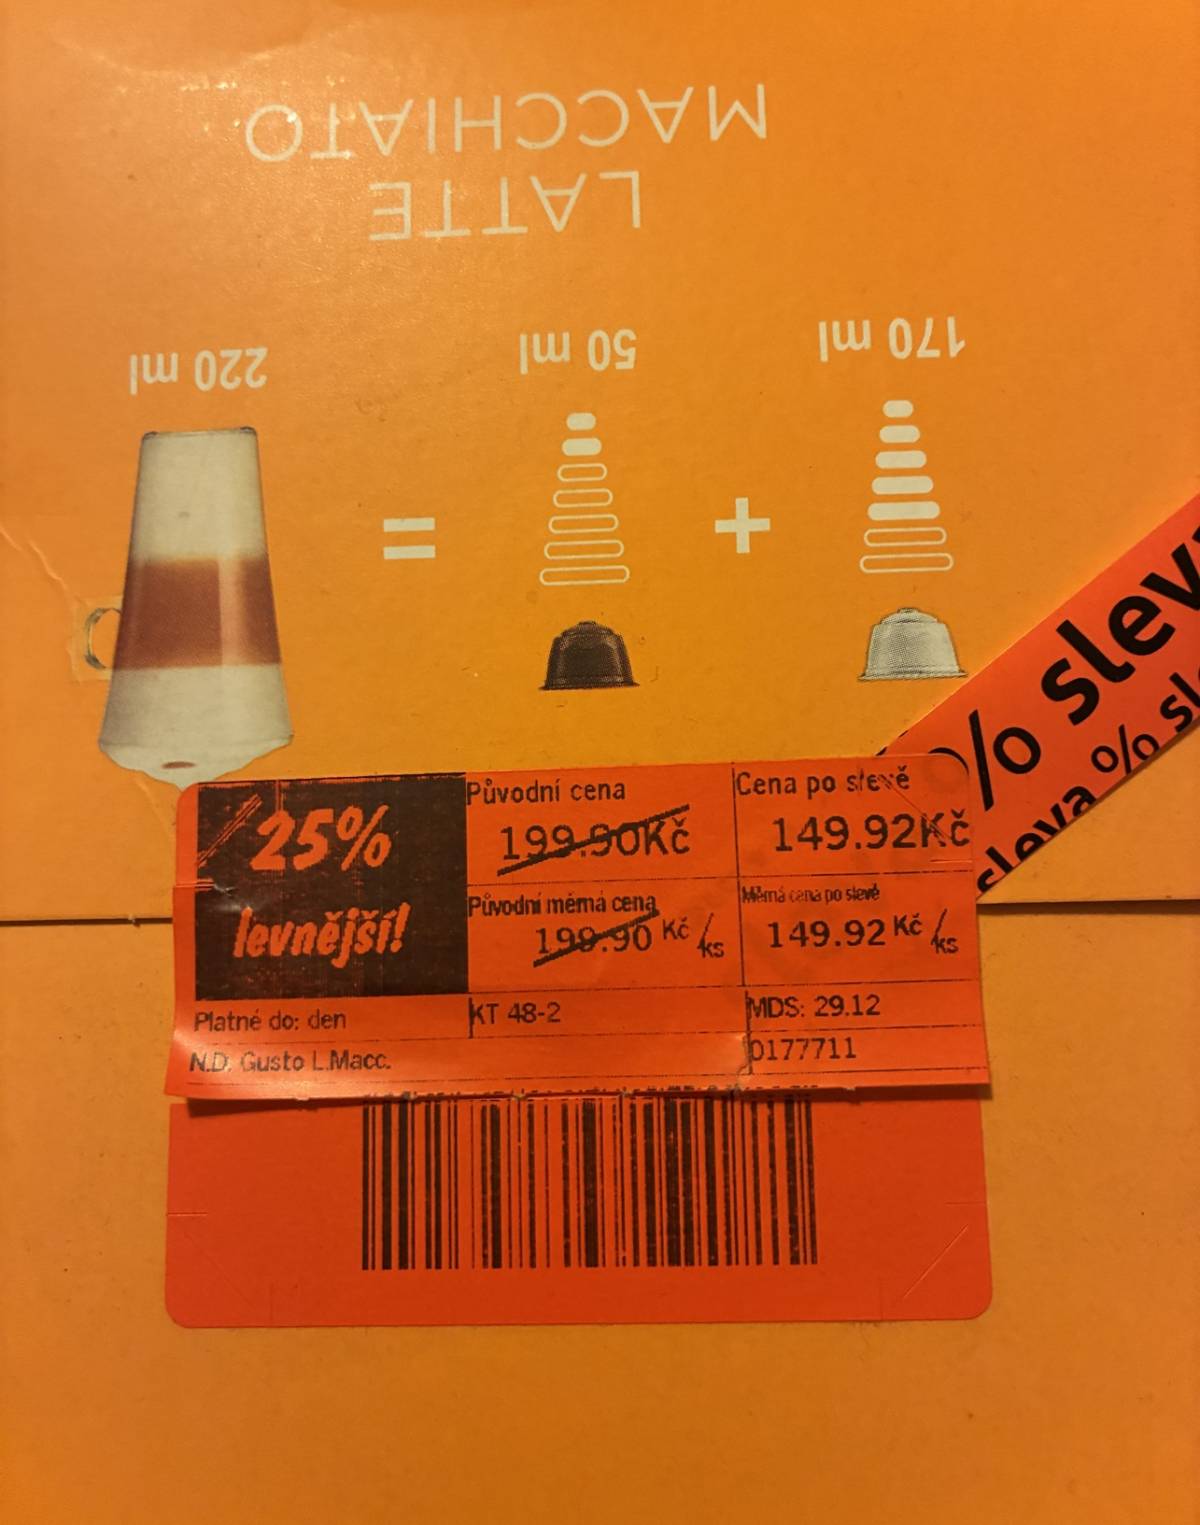 LATTE
MACCHIATO
170 ml
+
50 ml
=
220 ml
% slev
sleva % sl
25%
levnější!
Původní cena
199.90Kč
Cena po slevě
149.92Kč
Původní měrná cena
199.90 Kč/ks
Měrná cena po slevě
149.92 Kč/ks
Platné do: den
KT 48-2
MDS: 29.12
N.D. Gusto L.Macc.
0177711